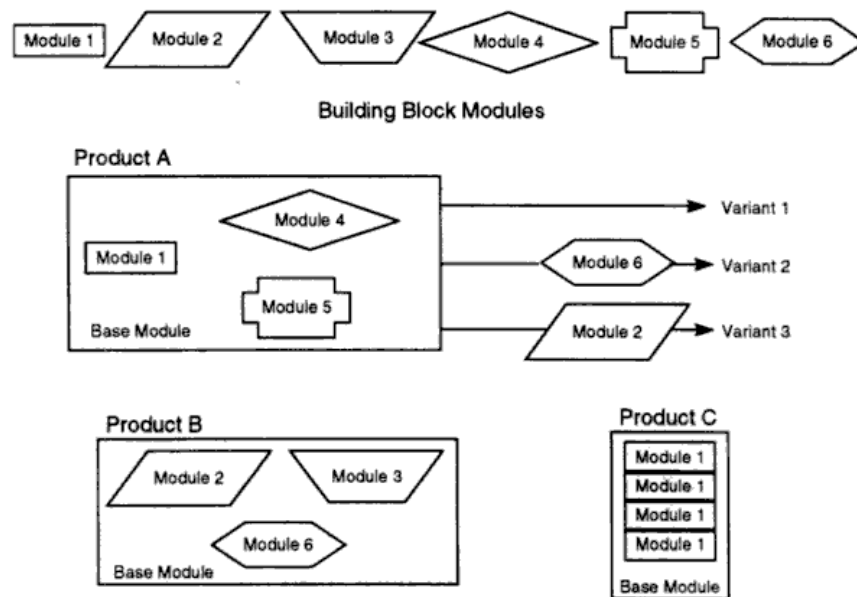 Module 1
Module 2
Module 3
Module 4
Module 5
Module 6
Building Block Modules
Product A
Module 4
Variant 1
Module 1
Module 6
Variant 2
Module 5
Base Module
Module 2
Variant 3
Product B
Product C
Module 2
Module 3
Module 6
Base Module
Module 1
Module 1
Module 1
Module 1
Base Module